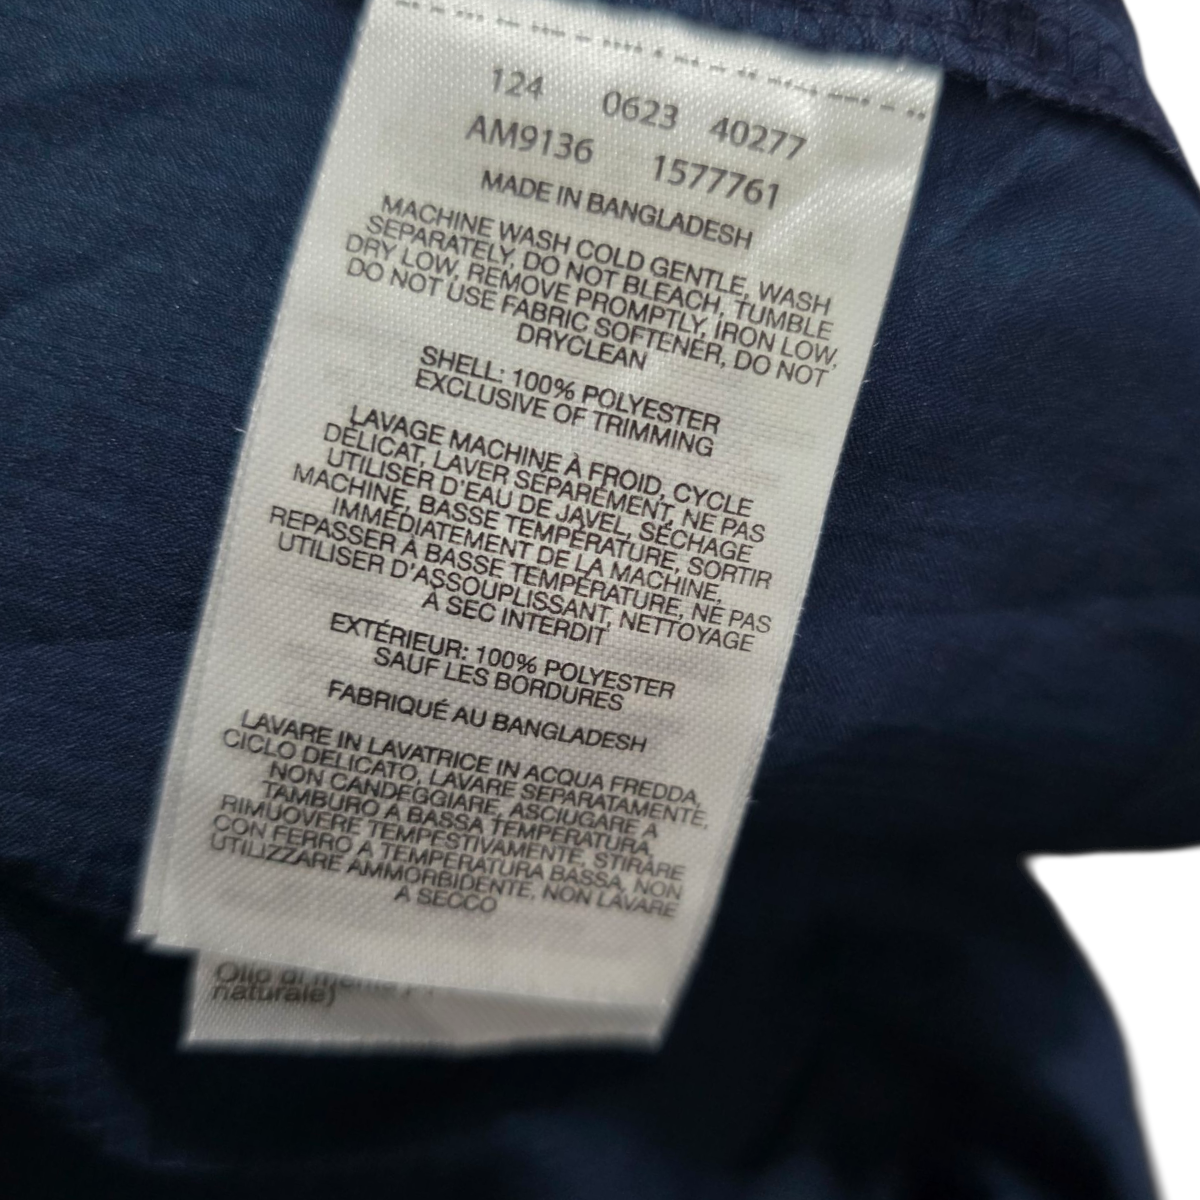 124 0623 40277
AM9136 1577761
MADE IN BANGLADESH
MACHINE WASH COLD GENTLE, WASH
SEPARATELY, DO NOT BLEACH, TUMBLE
DRY LOW, REMOVE PROMPTLY, IRON LOW,
DO NOT USE FABRIC SOFTENER, DO NOT
DRYCLEAN
SHELL: 100% POLYESTER
EXCLUSIVE OF TRIMMING
LAVAGE MACHINE À FROID, CYCLE
DÉLICAT, LAVER SÉPARÉMENT, NE PAS
UTILISER D'EAU DE JAVEL, SÉCHAGE
MACHINE, BASSE TEMPÉRATURE, SORTIR
IMMÉDIATEMENT DE LA MACHINE,
REPASSER À BASSE TEMPÉRATURE, NE PAS
UTILISER D'ASSOUPLISSANT, NETTOYAGE
À SEC INTERDIT
EXTÉRIEUR: 100% POLYESTER
SAUF LES BORDURES
FABRIQUÉ AU BANGLADESH
LAVARE IN LAVATRICE IN ACQUA FREDDA,
CICLO DELICATO, LAVARE SEPARATAMENTE,
NON CANDEGGIARE, ASCIUGARE A
TAMBURO A BASSA TEMPERATURA,
RIMUOVERE TEMPESTIVAMENTE, STIRARE
CON FERRO A TEMPERATURA BASSA, NON
UTILIZZARE AMMORBIDENTE, NON LAVARE
A SECCO
Olio di
naturale)